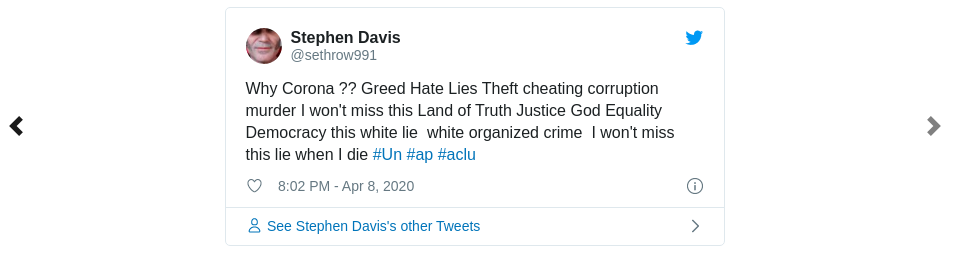 Stephen Davis
@sethrow991
Why Corona ?? Greed Hate Lies Theft cheating corruption
murder I won't miss this Land of Truth Justice God Equality
Democracy this white lie  white organized crime  I won't miss
this lie when I die #Un #ap #aclu
8:02 PM - Apr 8, 2020
See Stephen Davis's other Tweets